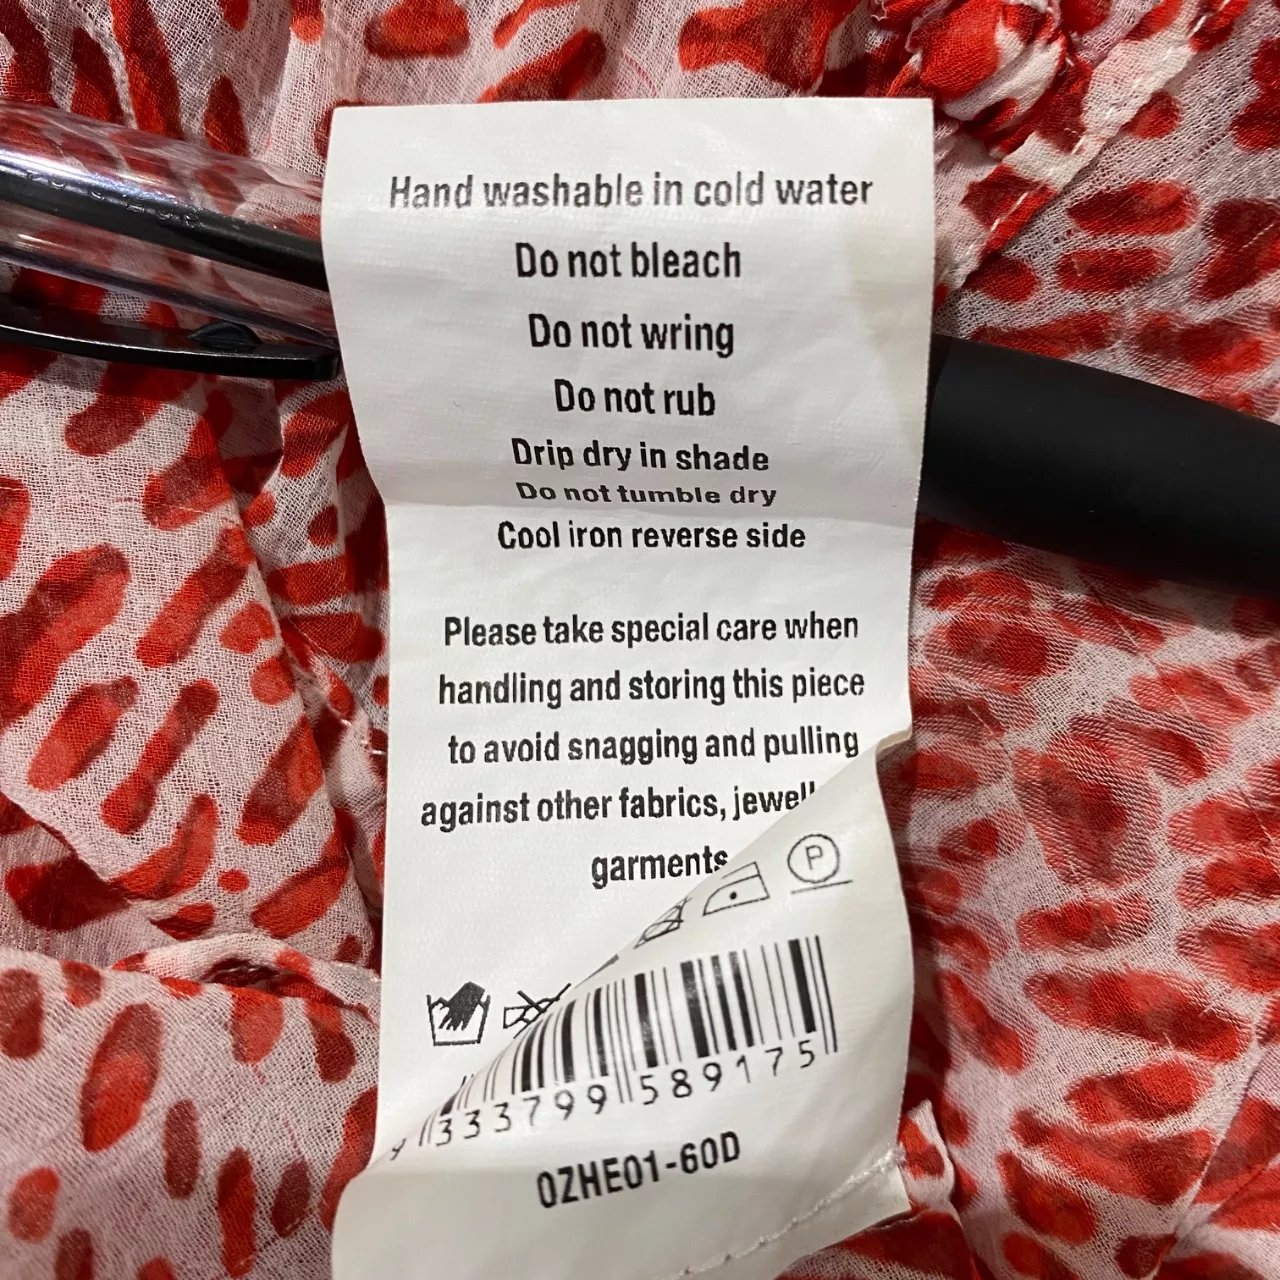 Hand washable in cold water
Do not bleach
Do not wring
Do not rub
Drip dry in shade
Do not tumble dry
Cool iron reverse side
Please take special care when
handling and storing this piece
to avoid snagging and pulling
against other fabrics,
garments
P
9 333799 589175
OZHE01-60D